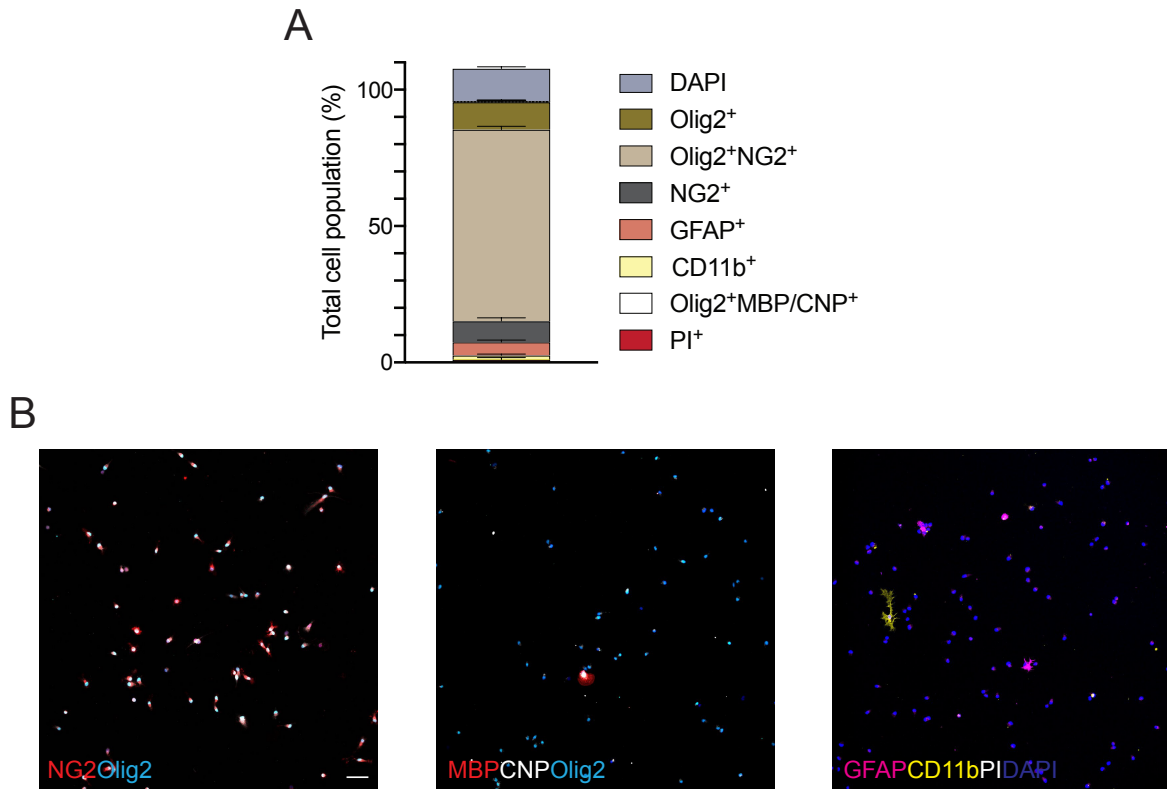 A
Total cell population (%)
100
50
0
DAPI
Olig2⁺
Olig2⁺NG2⁺
NG2⁺
GFAP⁺
CD11b⁺
Olig2⁺MBP/CNP⁺
PI⁺
B
NG2Olig2
MBPCNPOlig2
GFAPCD11bPIDAPI